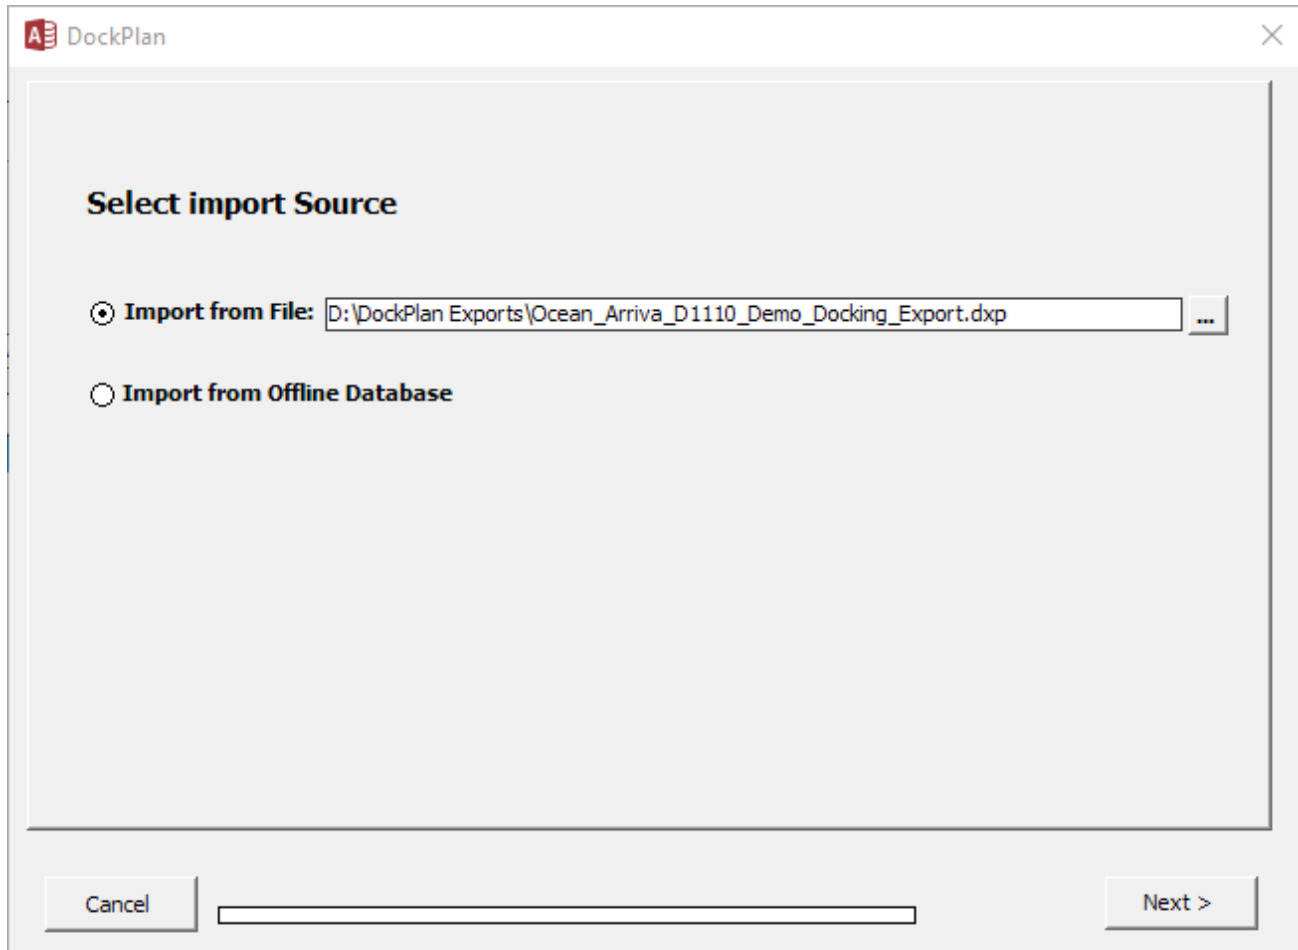 DockPlan
Select import Source
Import from File: D:\DockPlan Exports\Ocean_Arriva_D1110_Demo_Docking_Export.dxp ...
Import from Offline Database
Cancel Next >